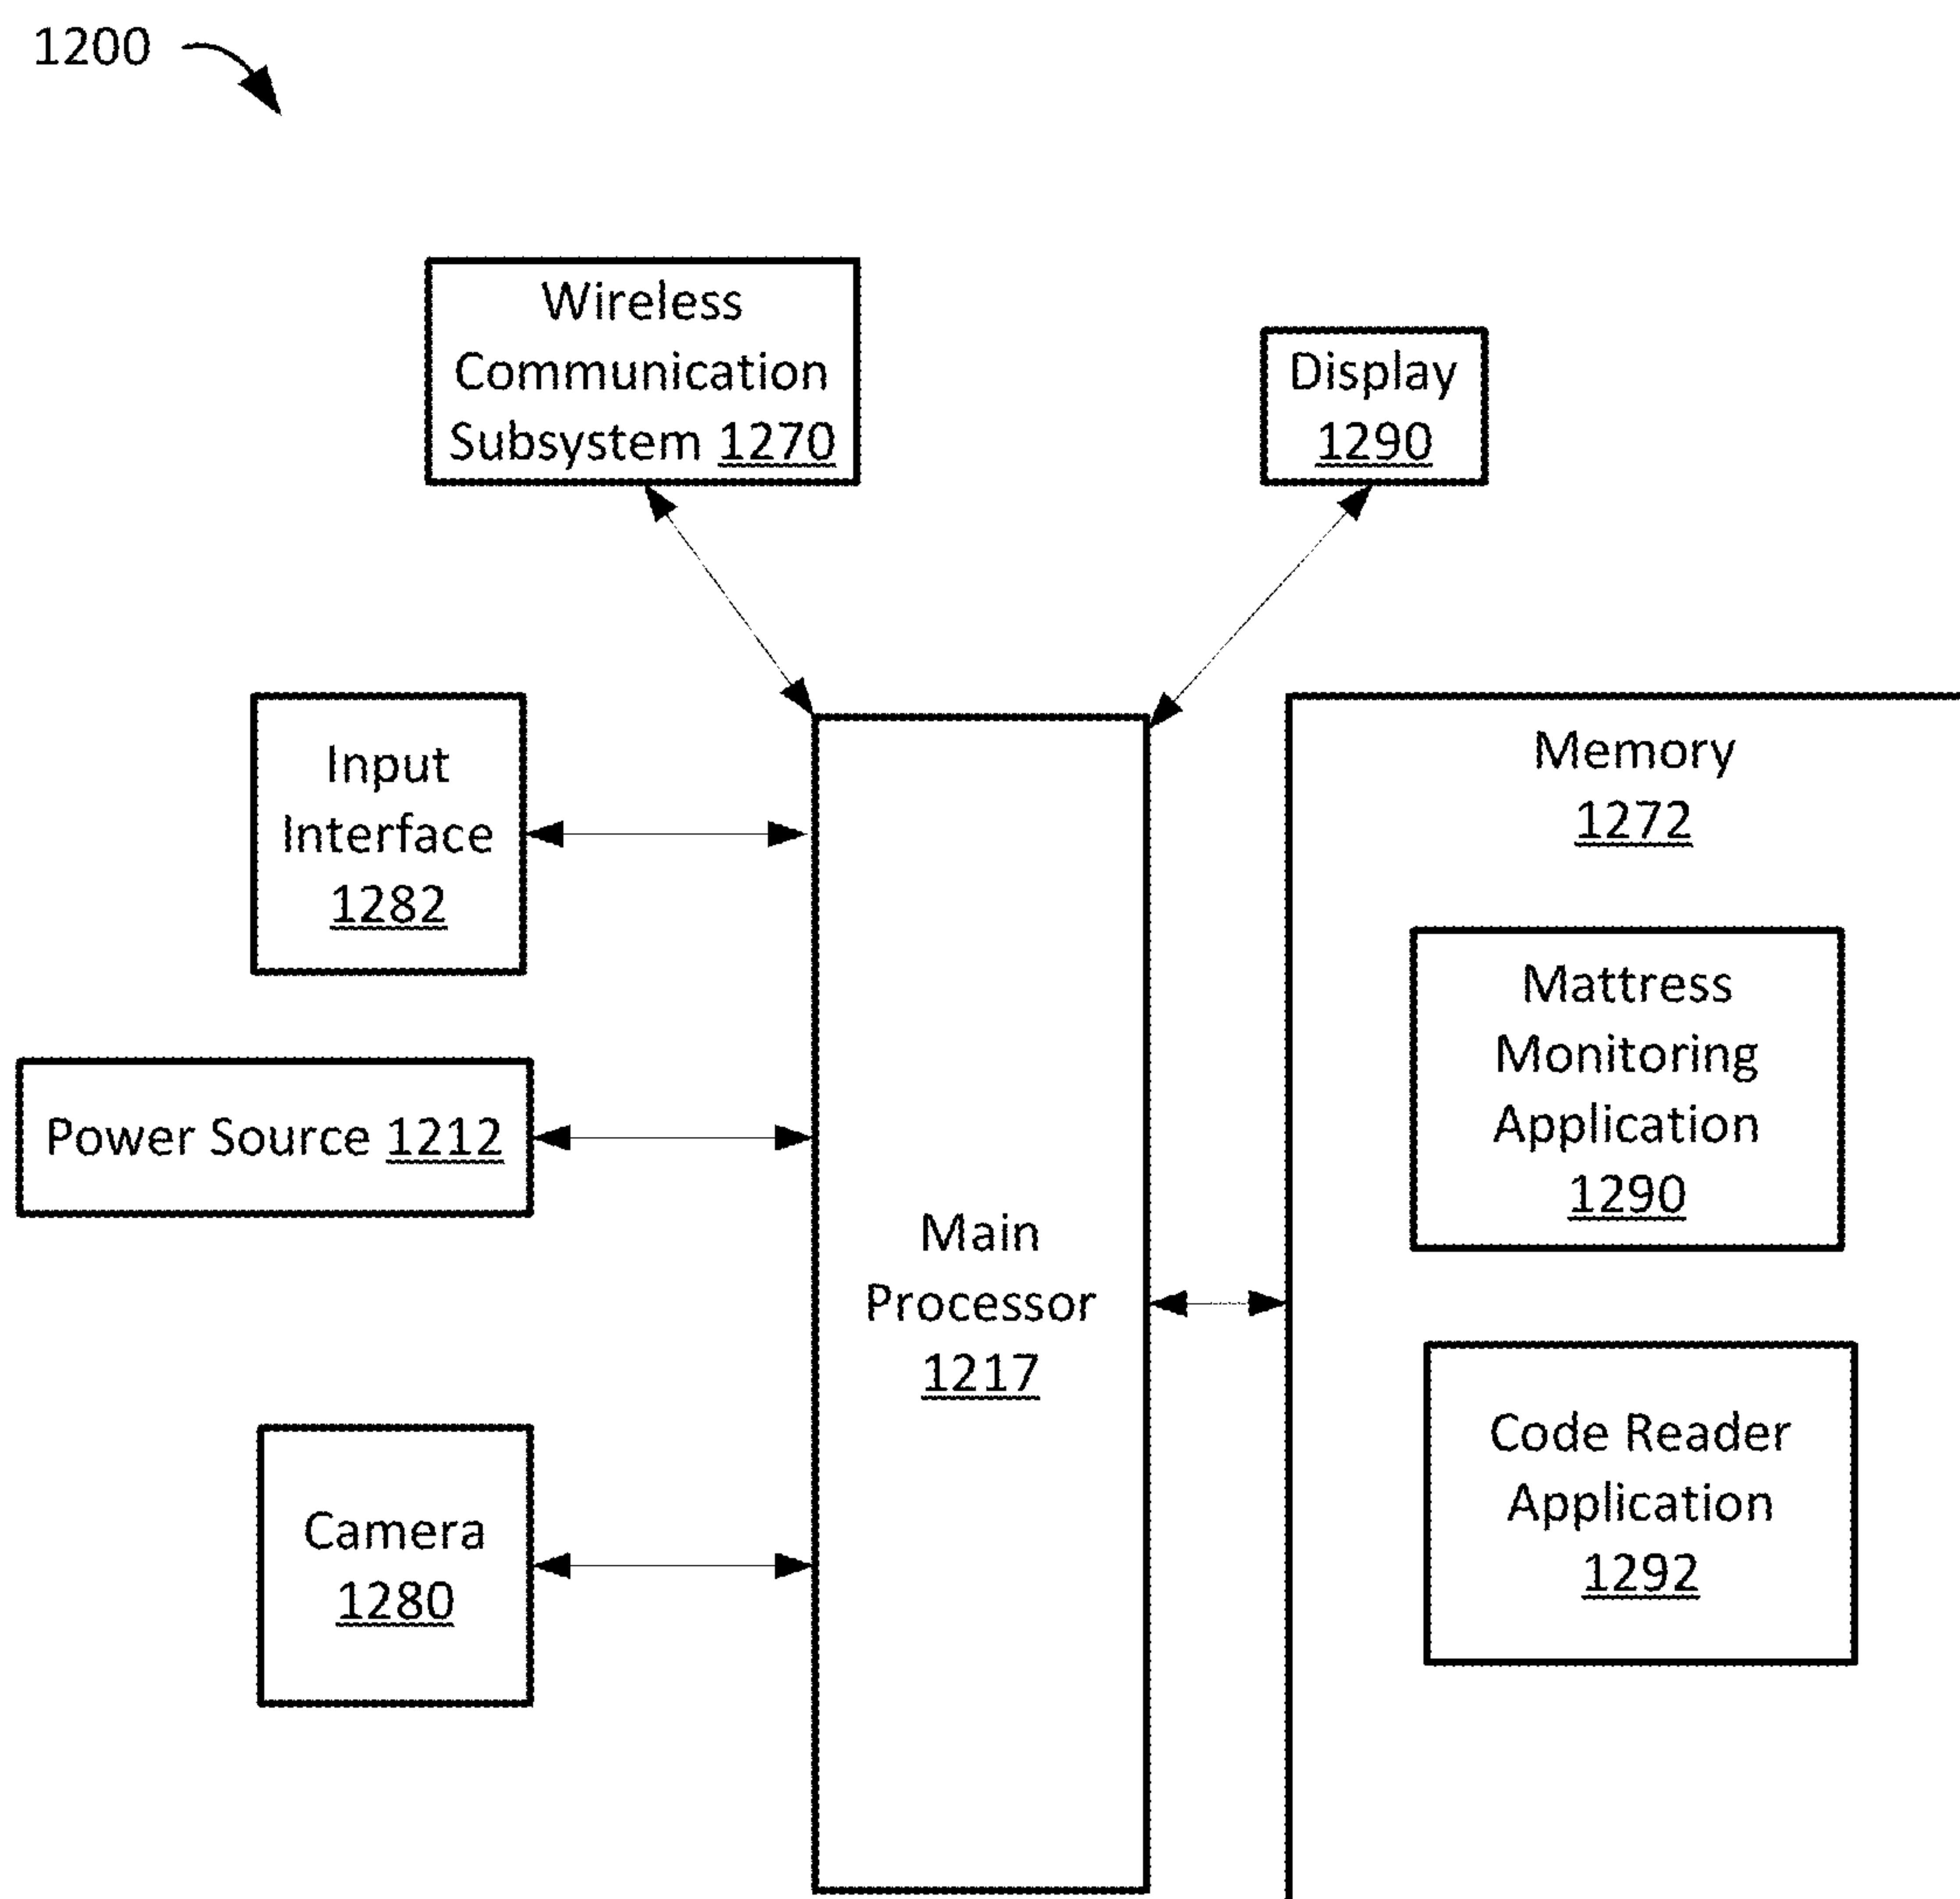 1200
Wireless
Communication
Subsystem 1270
Display
1290
Input
Interface
1282
Power Source 1212
Camera
1280
Main
Processor
1217
Memory
1272
Mattress
Monitoring
Application
1290
Code Reader
Application
1292